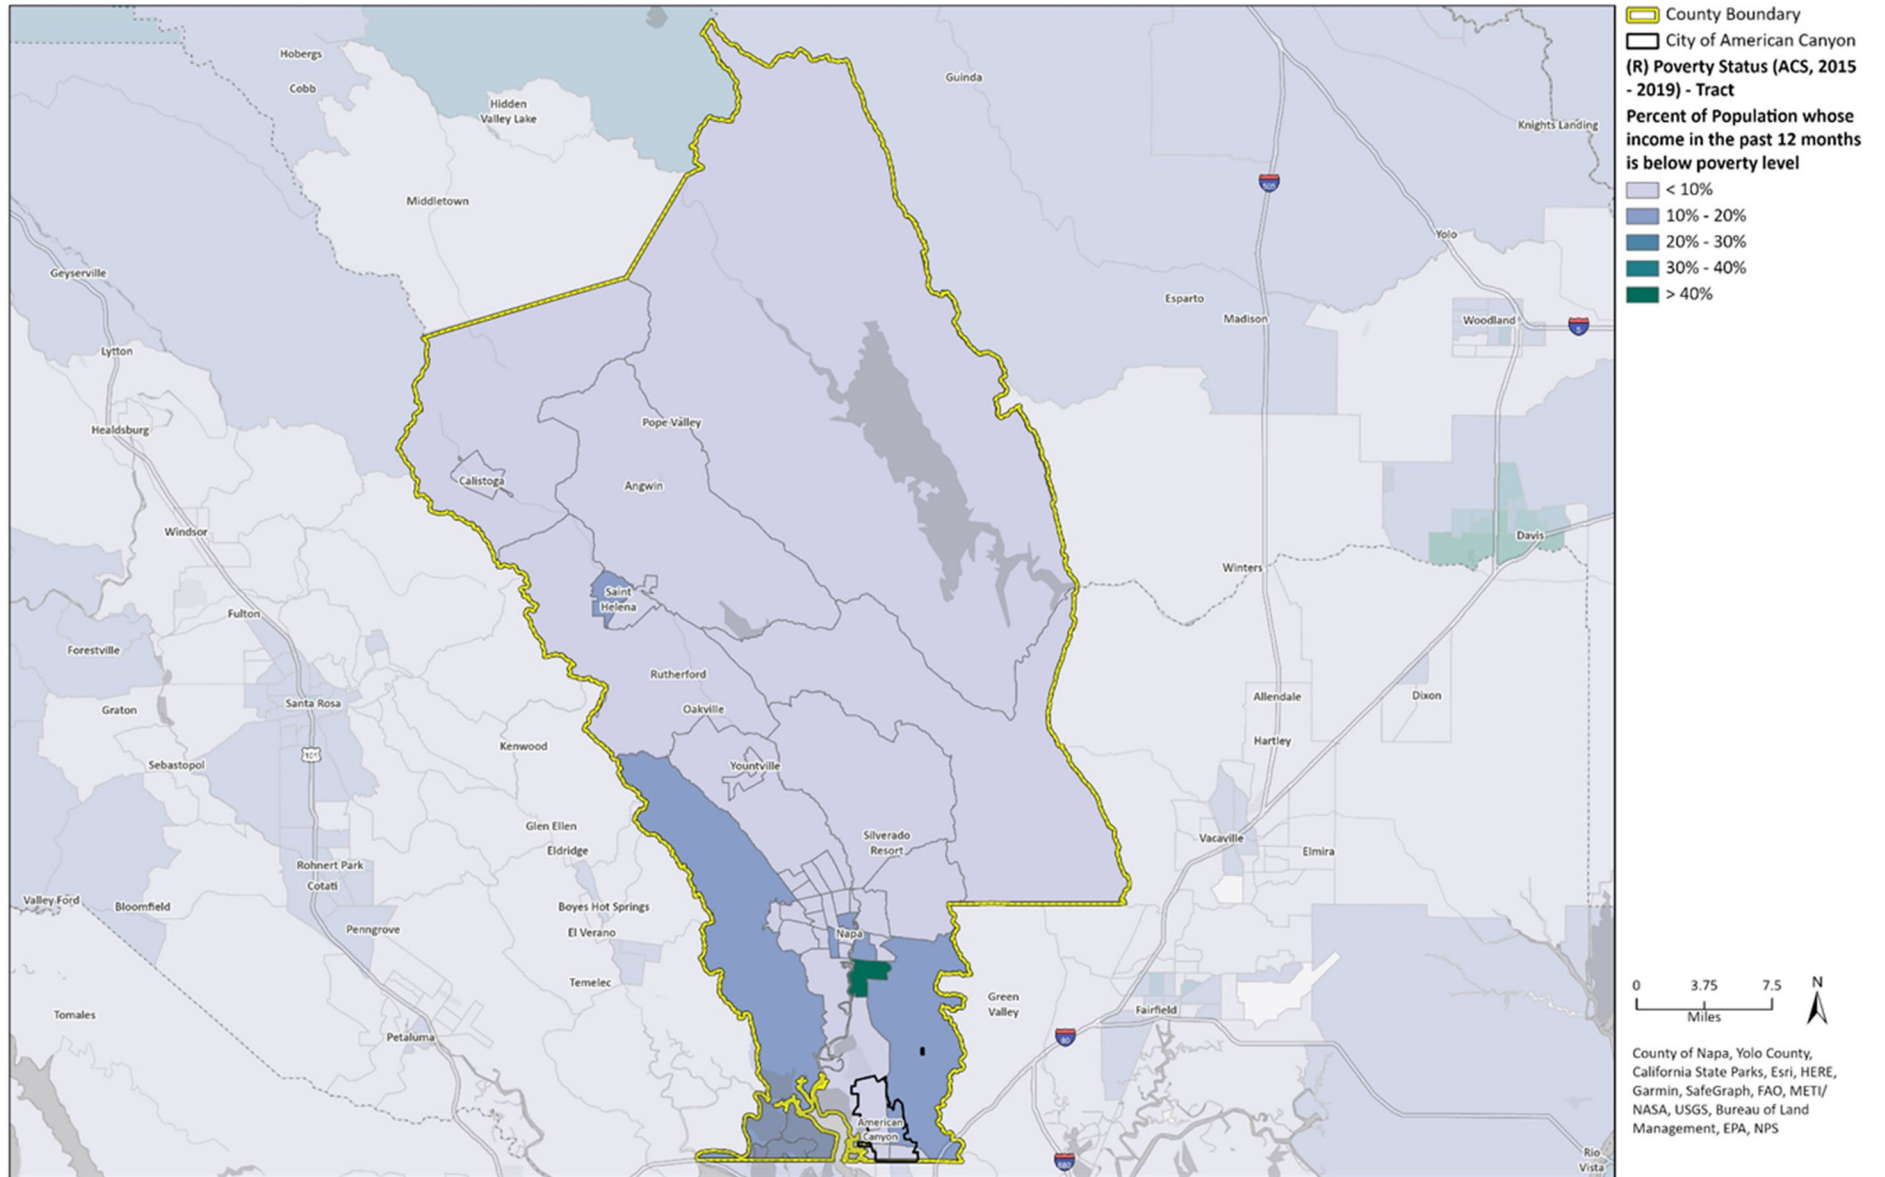 County Boundary
City of American Canyon
(R) Poverty Status (ACS, 2015
- 2019) - Tract
Percent of Population whose
income in the past 12 months
is below poverty level
< 10%
10% - 20%
20% - 30%
30% - 40%
> 40%
Hobergs
Cobb
Hidden
Valley Lake
Guinda
Knights Landing
505
Middletown
Yolo
Geyserville
Esparto
Madison
Woodland
5
Lytton
Healdsburg
Pope Valley
Calistoga
Angwin
Windsor
Davis
Winters
Saint
Helena
Fulton
Forestville
Rutherford
Santa Rosa
Graton
Oakville
Allendale
Dixon
Kenwood
Hartley
101
Sebastopol
Yountville
Glen Ellen
Silverado
Resort
Eldridge
Vacaville
Elmira
Rohnert Park
Cotati
Valley Ford
Bloomfield
Boyes Hot Springs
Penngrove
El Verano
Napa
Temelec
Green
Valley
Fairfield
Tomales
Petaluma
80
American
Canyon
680
Rio
Vista
0 3.75 7.5
Miles
N
County of Napa, Yolo County,
California State Parks, Esri, HERE,
Garmin, SafeGraph, FAO, METI/
NASA, USGS, Bureau of Land
Management, EPA, NPS